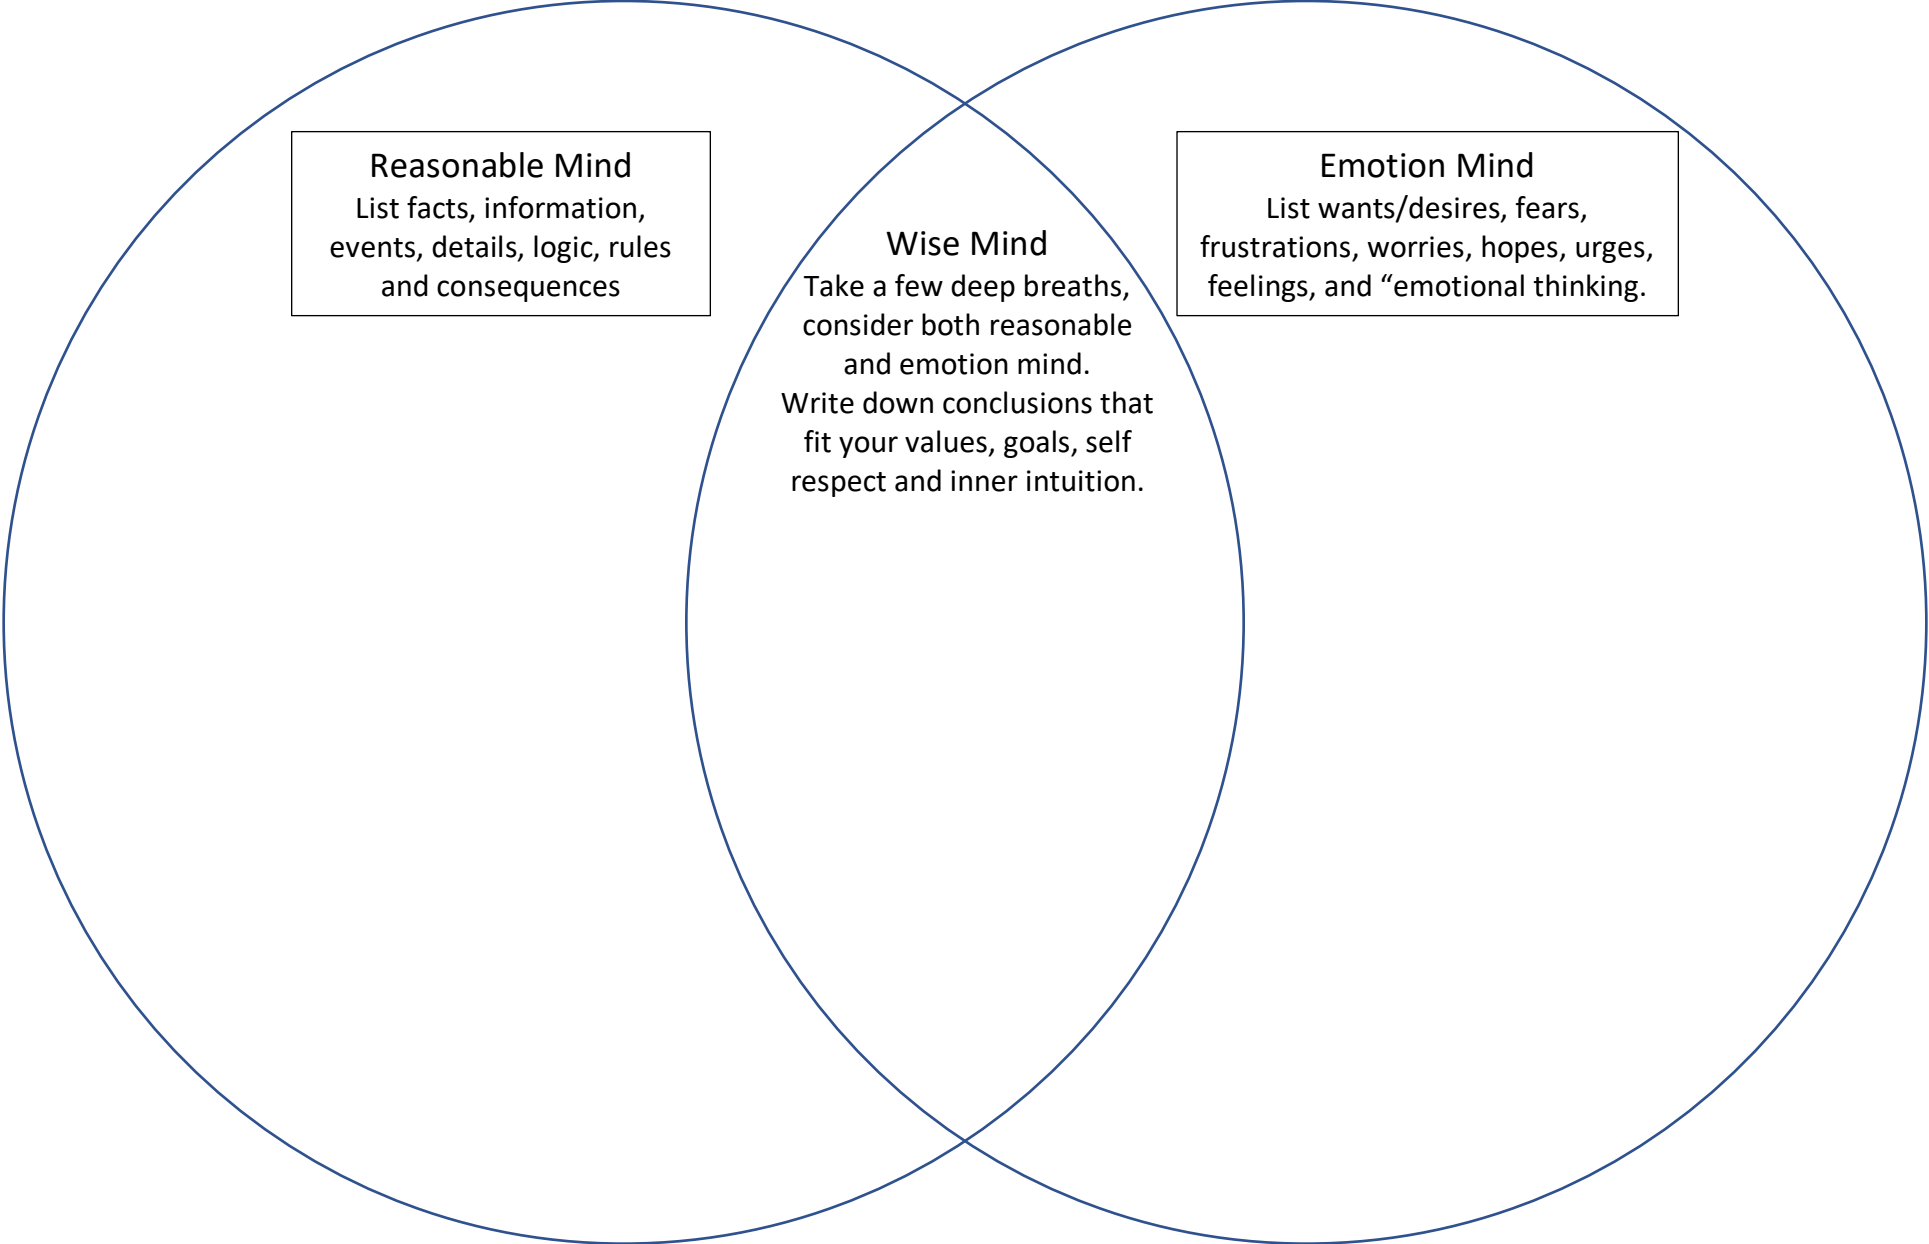 Reasonable Mind
List facts, information,
events, details, logic, rules
and consequences
Wise Mind
Take a few deep breaths,
consider both reasonable
and emotion mind.
Write down conclusions that
fit your values, goals, self
respect and inner intuition.
Emotion Mind
List wants/desires, fears,
frustrations, worries, hopes, urges,
feelings, and “emotional thinking.